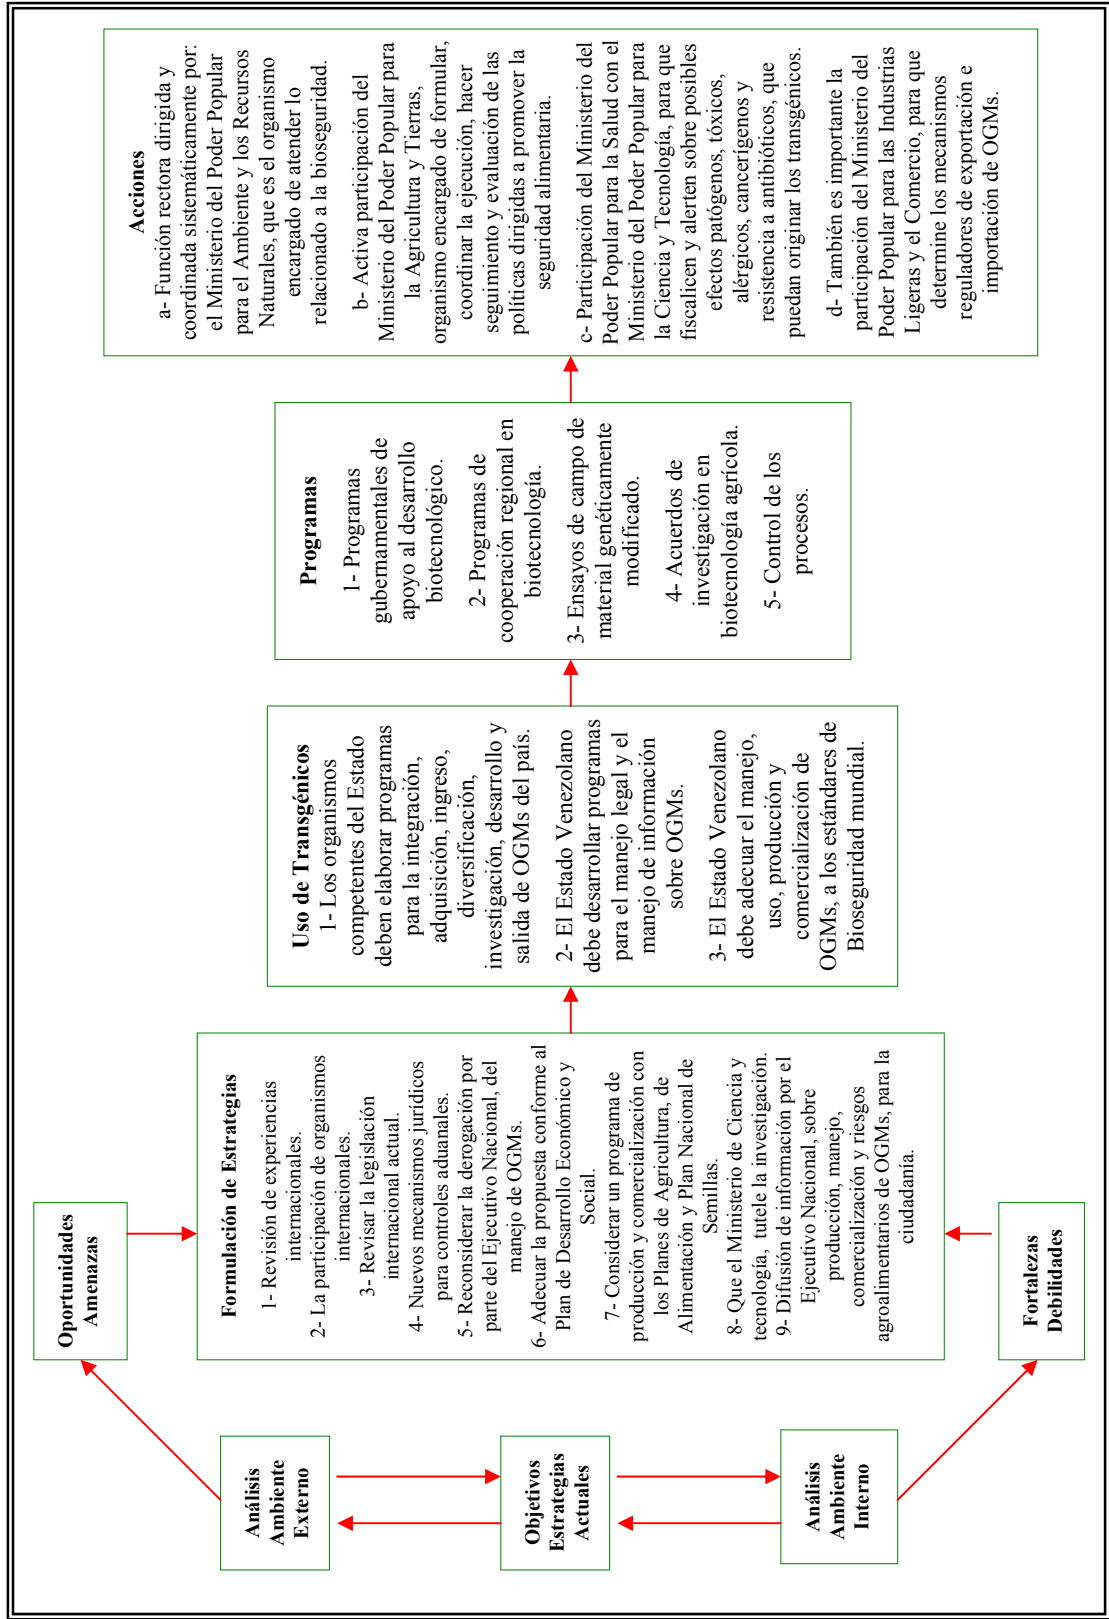 Análisis
Ambiente
Externo
Objetivos
Estrategias
Actuales
Análisis
Ambiente
Interno
Oportunidades
Amenazas
Fortalezas
Debilidades
Formulación de Estrategias
1- Revisión de experiencias
internacionales.
2- La participación de organismos
internacionales.
3- Revisar la legislación
internacional actual.
4- Nuevos mecanismos jurídicos
para controles aduanales.
5- Reconsiderar la derogación por
parte del Ejecutivo Nacional, del
manejo de OGMs.
6- Adecuar la propuesta conforme al
Plan de Desarrollo Económico y
Social.
7- Considerar un programa de
producción y comercialización con
los Planes de Agricultura, de
Alimentación y Plan Nacional de
Semillas.
8- Que el Ministerio de Ciencia y
tecnología, tutele la investigación.
9- Difusión de información por el
Ejecutivo Nacional, sobre
producción, manejo,
comercialización y riesgos
agroalimentarios de OGMs, para la
ciudadanía.
Uso de Transgénicos
1- Los organismos
competentes del Estado
deben elaborar programas
para la integración,
adquisición, ingreso,
diversificación,
investigación, desarrollo y
salida de OGMs del país.
2- El Estado Venezolano
debe desarrollar programas
para el manejo legal y el
manejo de información
sobre OGMs.
3- El Estado Venezolano
debe adecuar el manejo,
uso, producción y
comercialización de
OGMs, a los estándares de
Bioseguridad mundial.
Programas
1- Programas
gubernamentales de
apoyo al desarrollo
biotecnológico.
2- Programas de
cooperación regional en
biotecnología.
3- Ensayos de campo de
material genéticamente
modificado.
4- Acuerdos de
investigación en
biotecnología agrícola.
5- Control de los
procesos.
Acciones
a- Función rectora dirigida y
coordinada sistemáticamente por:
el Ministerio del Poder Popular
para el Ambiente y los Recursos
Naturales, que es el organismo
encargado de atender lo
relacionado a la bioseguridad.
b- Activa participación del
Ministerio del Poder Popular para
la Agricultura y Tierras,
organismo encargado de formular,
coordinar la ejecución, hacer
seguimiento y evaluación de las
políticas dirigidas a promover la
seguridad alimentaria.
c- Participación del Ministerio del
Poder Popular para la Salud con el
Ministerio del Poder Popular para
la Ciencia y Tecnología, para que
fiscalicen y alerten sobre posibles
efectos patógenos, tóxicos,
alérgicos, cancerígenos y
resistencia a antibióticos, que
puedan originar los transgénicos.
d- También es importante la
participación del Ministerio del
Poder Popular para las Industrias
Ligeras y el Comercio, para que
determine los mecanismos
reguladores de exportación e
importación de OGMs.